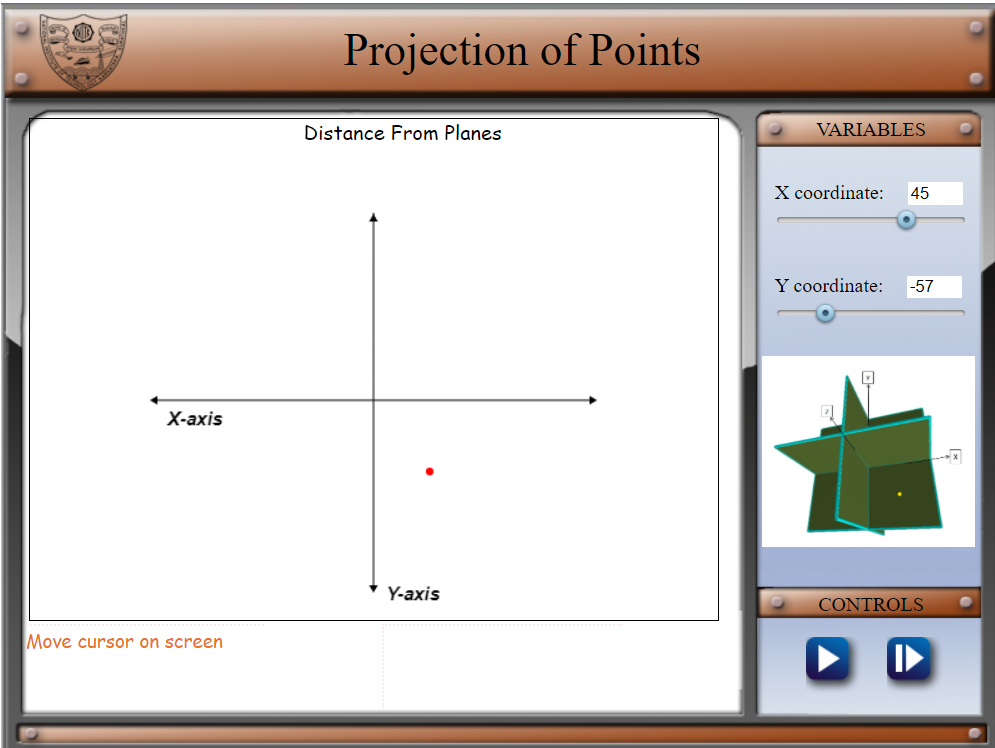 Projection of Points
Distance From Planes
X-axis
Y-axis
Move cursor on screen
VARIABLES
X coordinate: 45
Y coordinate: -57
Y
Z
X
CONTROLS